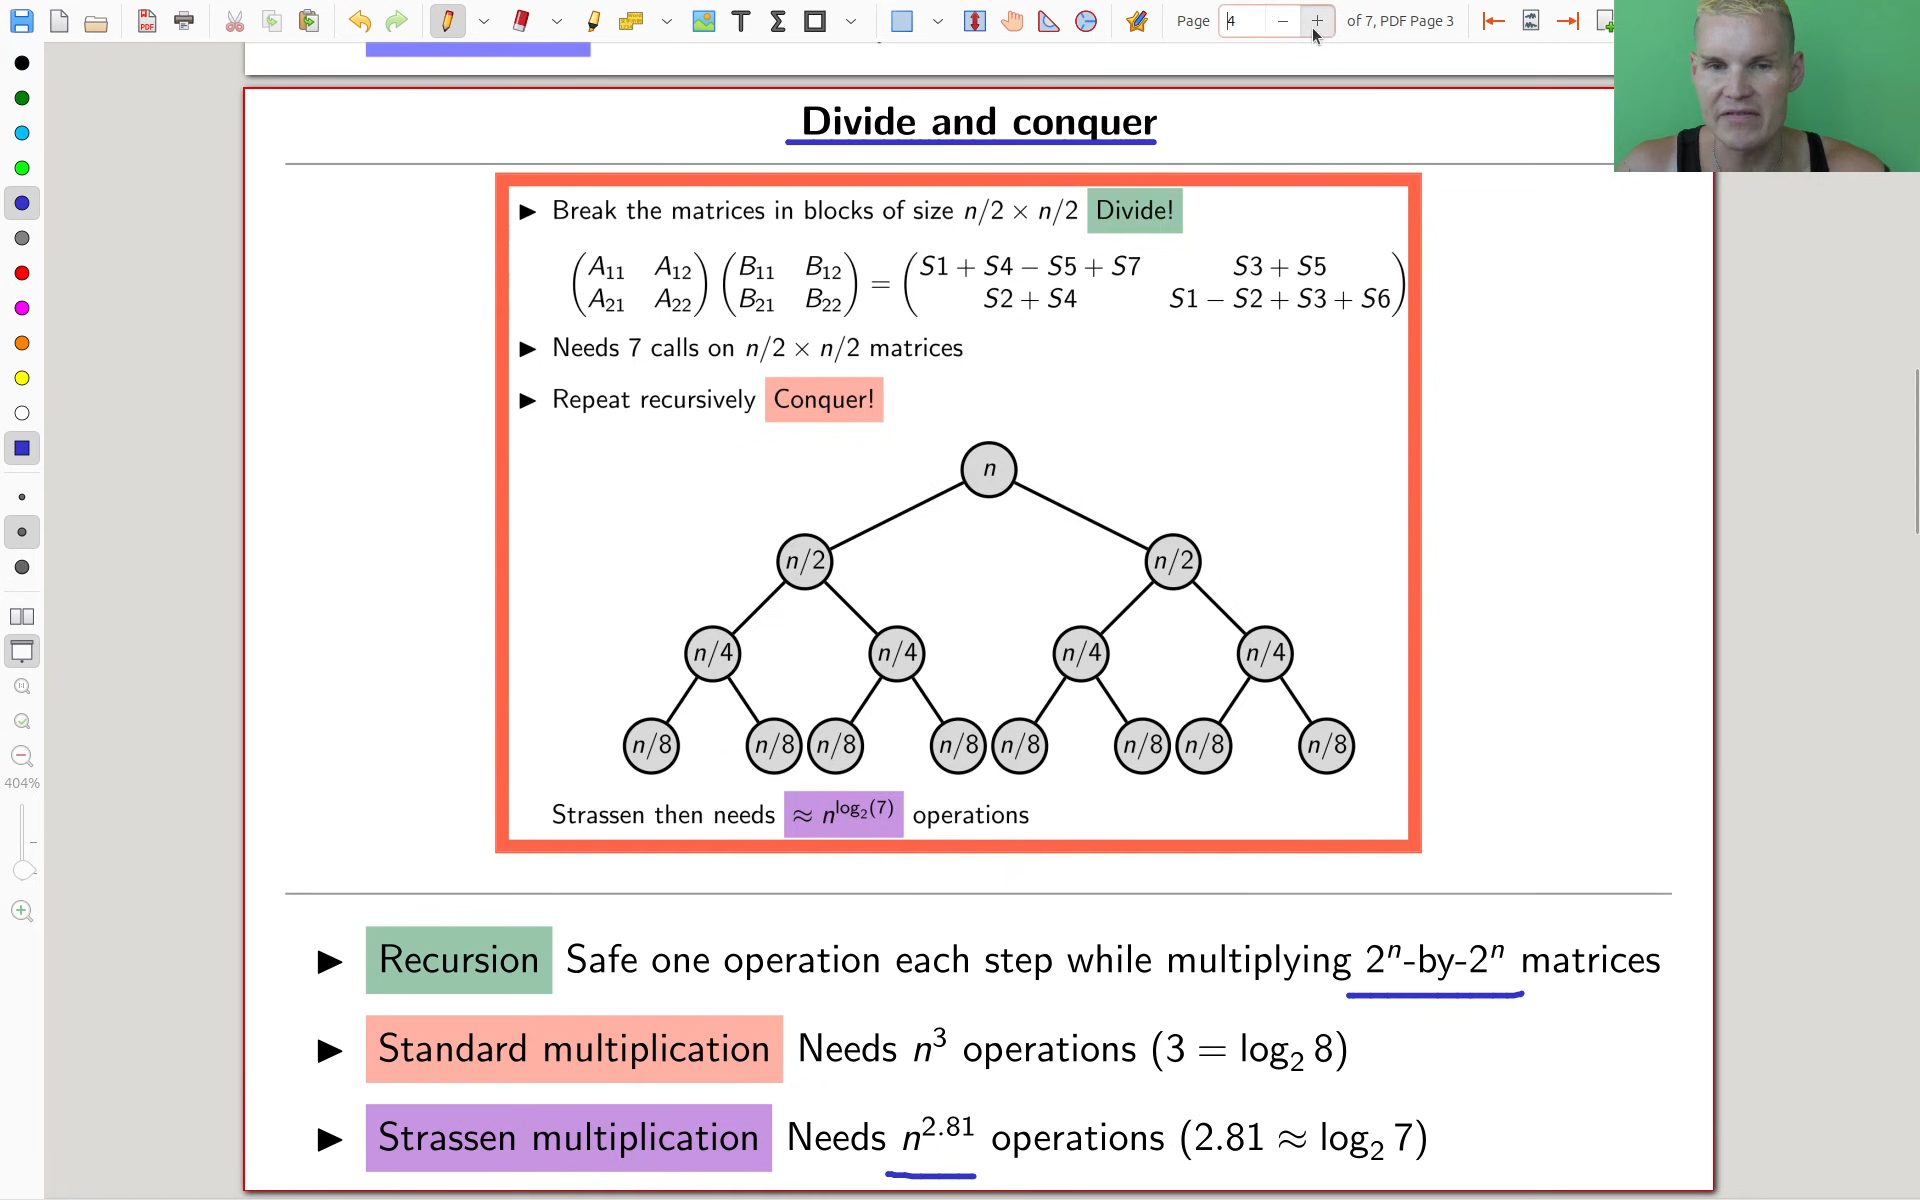 Page 4 − + of 7, PDF Page 3
Divide and conquer
▶ Break the matrices in blocks of size n/2 × n/2 Divide!
(A₁₁ A₁₂ B₁₁ B₁₂ = S1 + S4 − S5 + S7 S3 + S5
A₂₁ A₂₂) (B₂₁ B₂₂) S2 + S4 S1 − S2 + S3 + S6)
▶ Needs 7 calls on n/2 × n/2 matrices
▶ Repeat recursively Conquer!
n
n/2 n/2
n/4 n/4 n/4 n/4
n/8 n/8 n/8 n/8 n/8 n/8 n/8 n/8
Strassen then needs ≈ n^log₂(7) operations
404%
▶ Recursion Safe one operation each step while multiplying 2ⁿ-by-2ⁿ matrices
▶ Standard multiplication Needs n³ operations (3 = log₂ 8)
▶ Strassen multiplication Needs n^2.81 operations (2.81 ≈ log₂ 7)